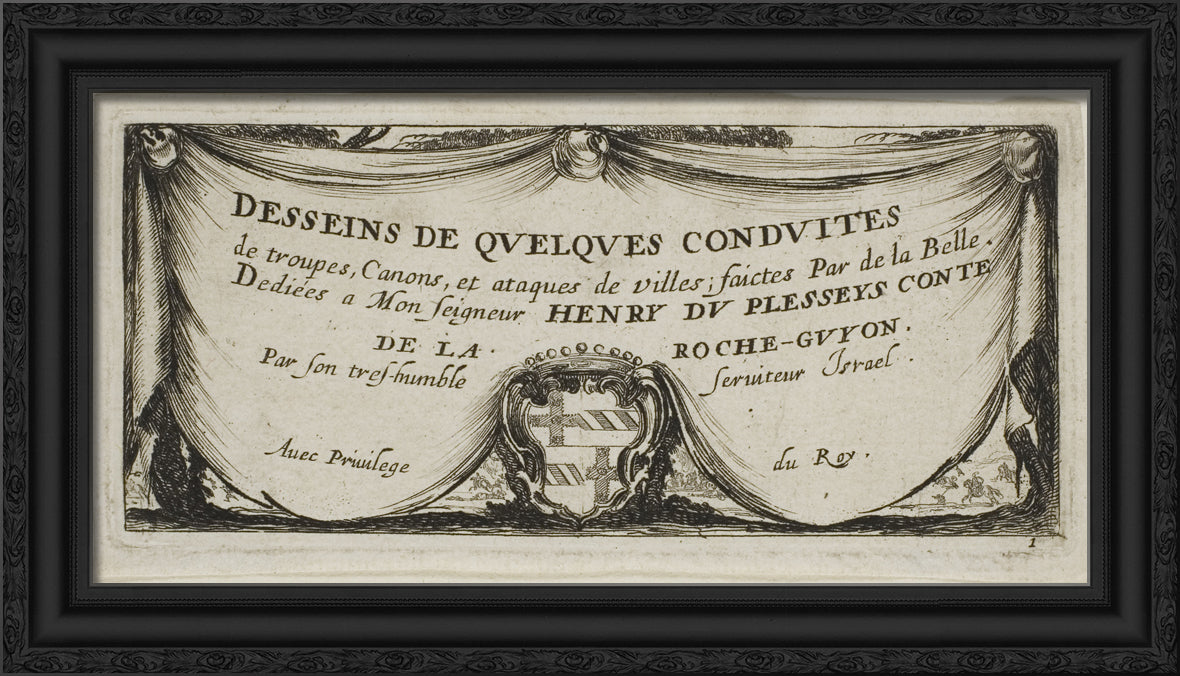 DESSEINS DE QVELQVES CONDVITES
de troupes, Canons, et ataques de villes; faictes Par de la Belle.
Dediées a Mon ſeigneur HENRY DV PLESSEYS CONTE
DE LA . ROCHE-GVYON.
Par ſon treſ-humble ſeruiteur Israel .
Auec Priuilege du Roy .
1